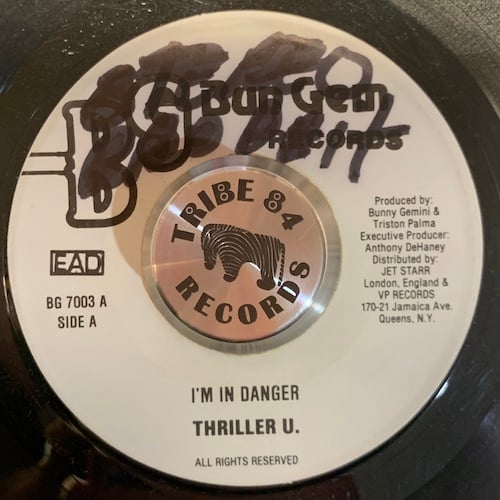 BG Bun Gem
RECORDS
TRIBE 84
RECORDS
EAD
BG 7003 A
SIDE A
Produced by:
Bunny Gemini &
Triston Palma
Executive Producer:
Anthony DeHaney
Distributed by:
JET STARR
London, England &
VP RECORDS
170-21 Jamaica Ave.
Queens, N.Y.
I'M IN DANGER
THRILLER U.
ALL RIGHTS RESERVED